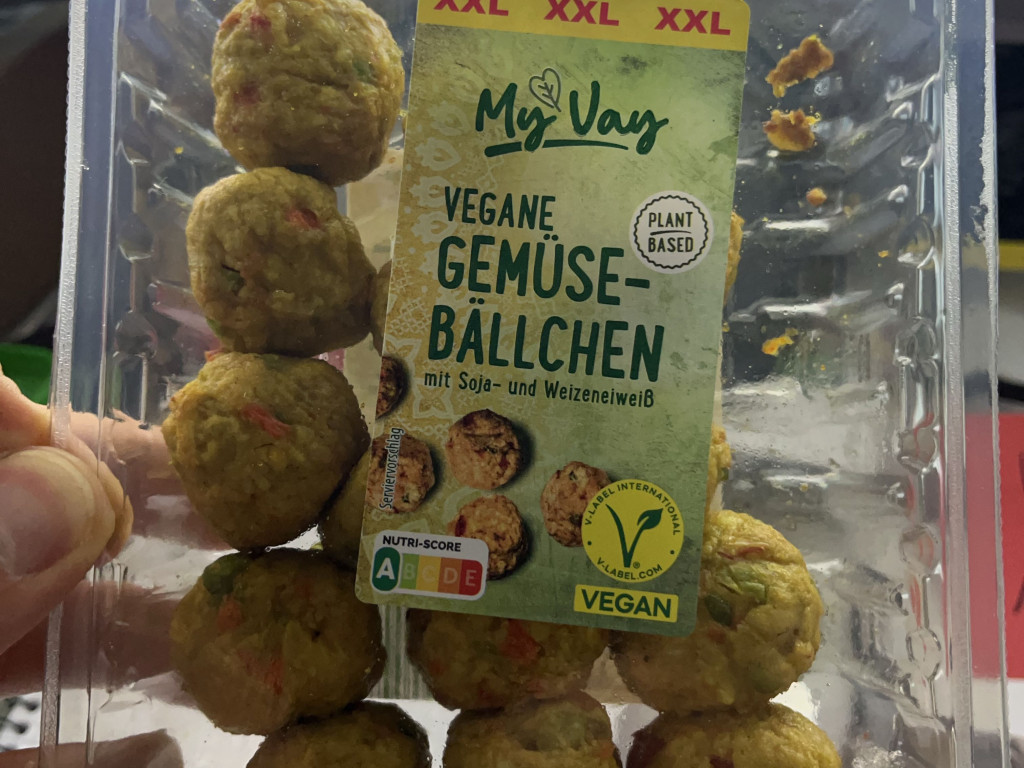 XXL XXL XXL
My Vay
VEGANE
GEMÜSE-
BÄLLCHEN
mit Soja- und Weizeneiweiß
PLANT
BASED
Serviervorschlag
NUTRI-SCORE
A B C D E
V-LABEL INTERNATIONAL
V-LABEL.COM
®
VEGAN